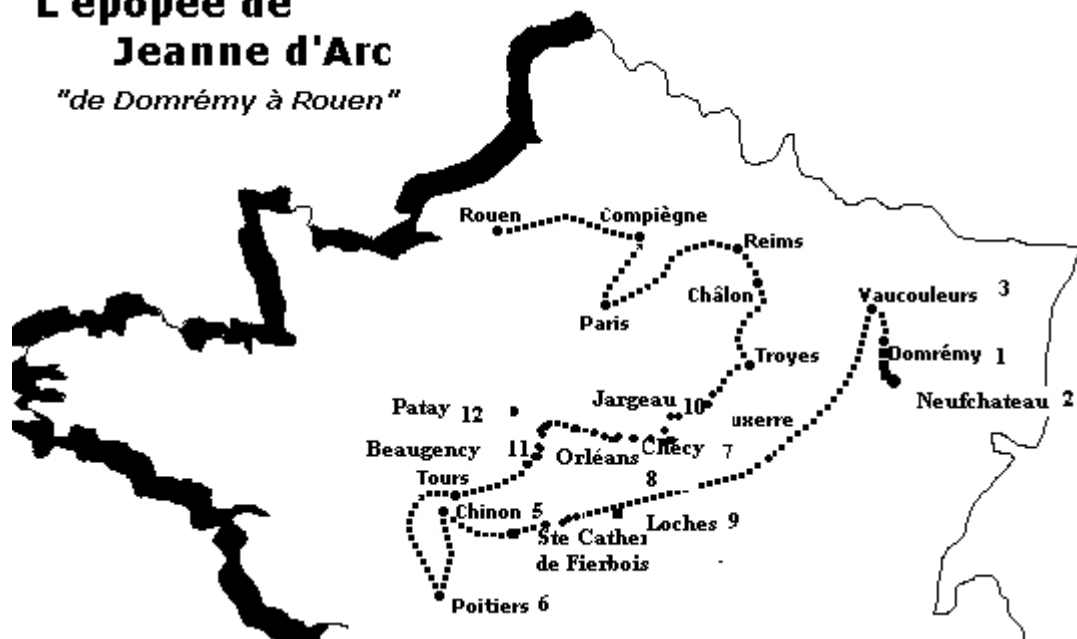 L'épopée de
Jeanne d'Arc
"de Domrémy à Rouen"
Rouen
Compiègne
Reims
Châlon
Vaucouleurs 3
Paris
Domrémy 1
Troyes
Neufchateau 2
Patay 12
Jargeau 10
uxerre
Beaugency 11
Orléans
Chécy 7
Tours
8
Chinon 5
Loches 9
Ste Cather
de Fierbois
Poitiers 6